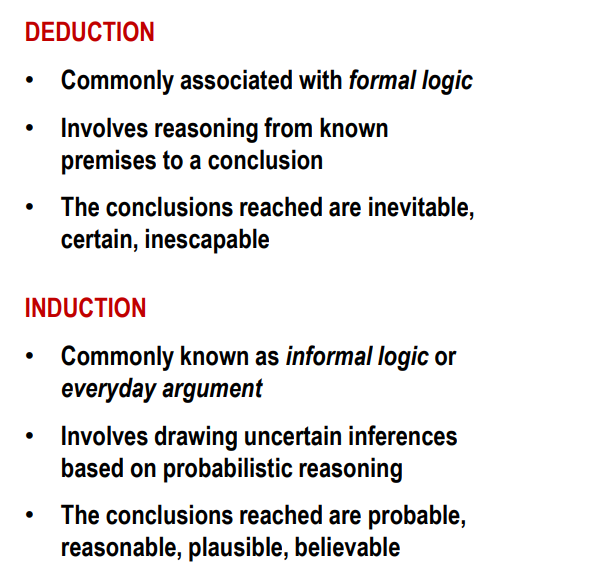 DEDUCTION
• Commonly associated with formal logic
• Involves reasoning from known
premises to a conclusion
• The conclusions reached are inevitable,
certain, inescapable
INDUCTION
• Commonly known as informal logic or
everyday argument
• Involves drawing uncertain inferences
based on probabilistic reasoning
• The conclusions reached are probable,
reasonable, plausible, believable